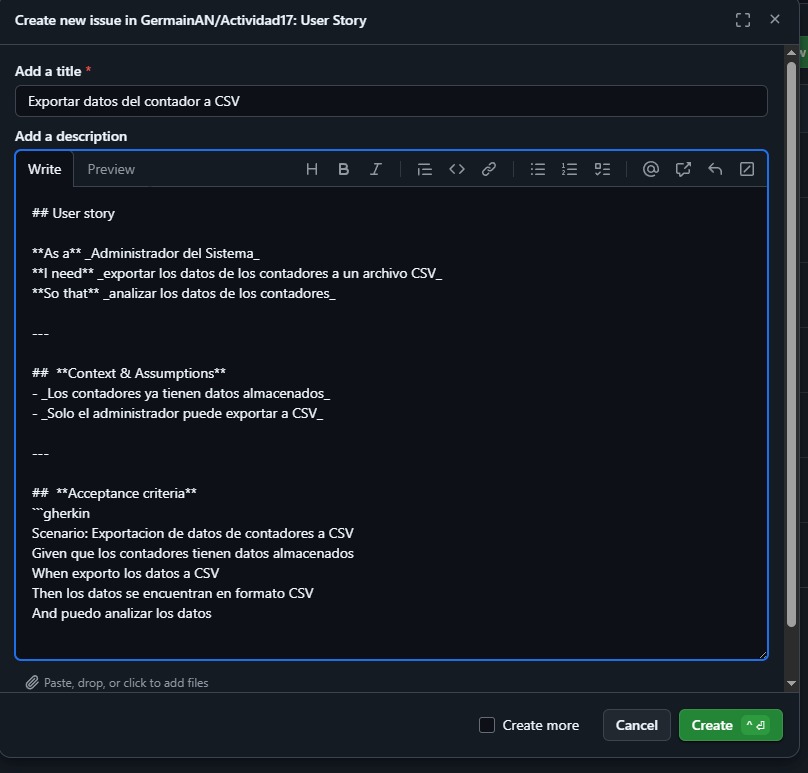 Create new issue in GermainAN/Actividad17: User Story
Add a title *
Exportar datos del contador a CSV
Add a description
Write Preview
## User story
**As a** _Administrador del Sistema_
**I need** _exportar los datos de los contadores a un archivo CSV_
**So that** _analizar los datos de los contadores_
---
##  **Context & Assumptions**
- _Los contadores ya tienen datos almacenados_
- _Solo el administrador puede exportar a CSV_
---
##  **Acceptance criteria**
```gherkin
Scenario: Exportacion de datos de contadores a CSV
Given que los contadores tienen datos almacenados
When exporto los datos a CSV
Then los datos se encuentran en formato CSV
And puedo analizar los datos
Paste, drop, or click to add files
Create more Cancel Create